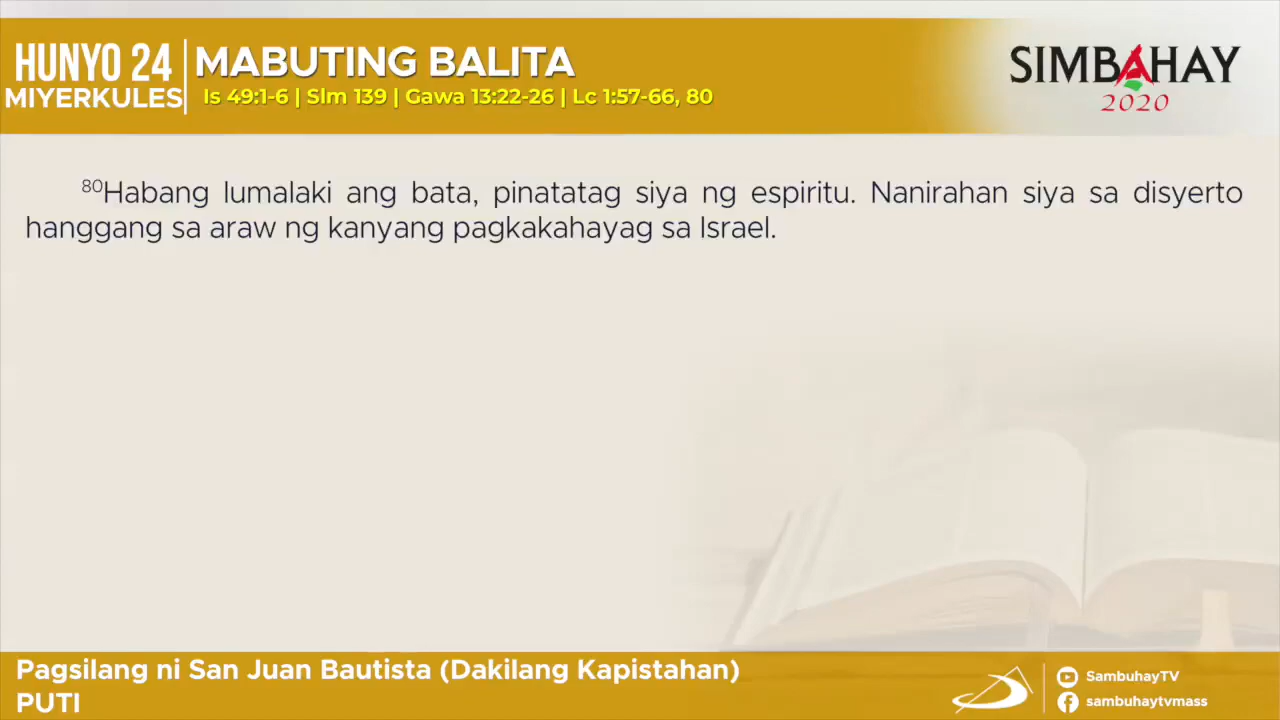 HUNYO 24
MIYERKULES
MABUTING BALITA
Is 49:1-6 | Slm 139 | Gawa 13:22-26 | Lc 1:57-66, 80
SIMBAHAY
2020
80Habang lumalaki ang bata, pinatatag siya ng espiritu. Nanirahan siya sa disyerto
hanggang sa araw ng kanyang pagkakahayag sa Israel.
Pagsilang ni San Juan Bautista (Dakilang Kapistahan)
PUTI
SambuhayTV
sambuhaytvmass